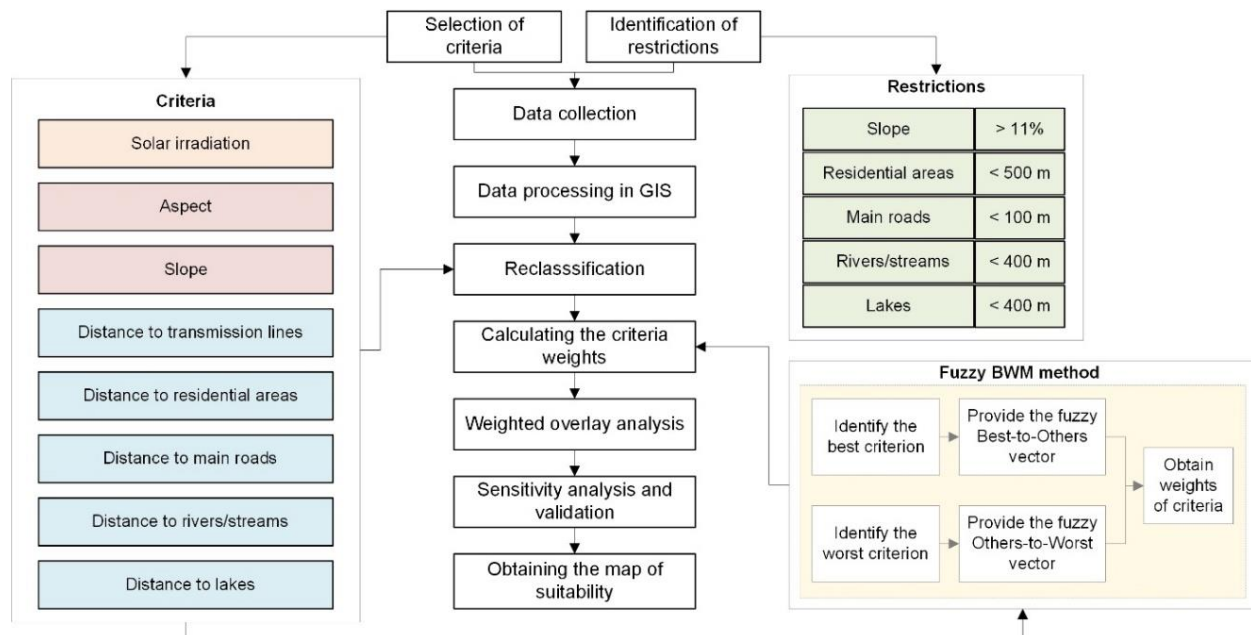 Selection of
criteria
Identification of
restrictions
Criteria
Solar irradiation
Aspect
Slope
Distance to transmission lines
Distance to residential areas
Distance to main roads
Distance to rivers/streams
Distance to lakes
Data collection
Data processing in GIS
Reclasssification
Calculating the criteria
weights
Weighted overlay analysis
Sensitivity analysis and
validation
Obtaining the map of
suitability
Restrictions
Slope > 11%
Residential areas < 500 m
Main roads < 100 m
Rivers/streams < 400 m
Lakes < 400 m
Fuzzy BWM method
Identify the
best criterion
Provide the fuzzy
Best-to-Others
vector
Identify the
worst criterion
Provide the fuzzy
Others-to-Worst
vector
Obtain
weights
of criteria